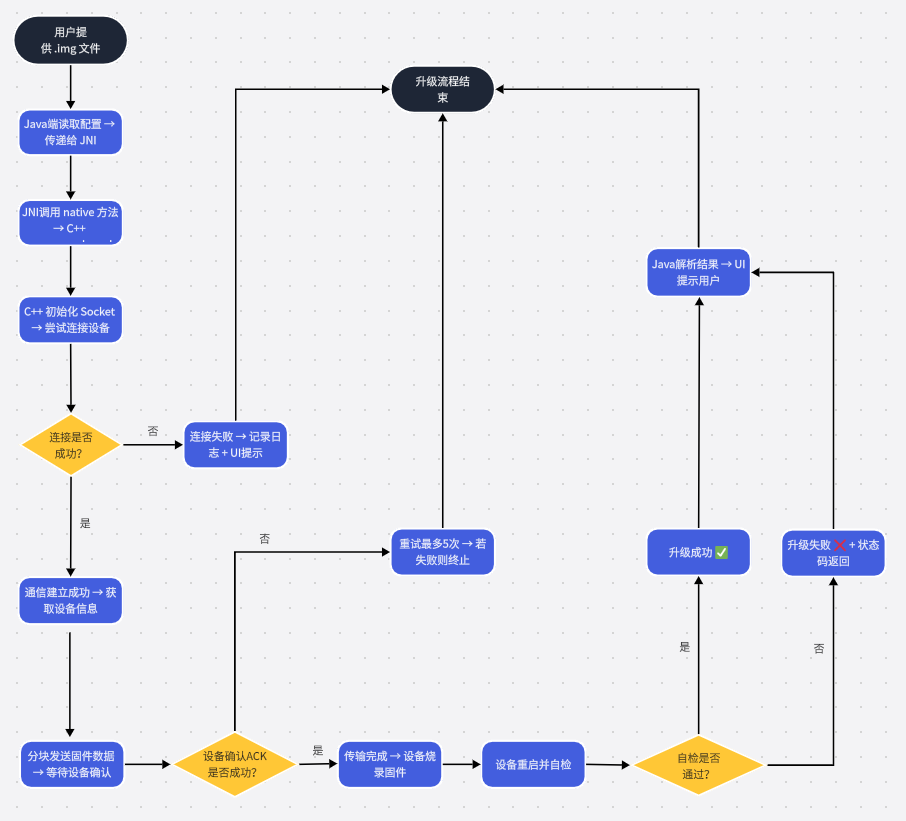 用户提
供 .img 文件
Java端读取配置 →
传递给 JNI
JNI调用 native 方法
→ C++
C++ 初始化 Socket
→ 尝试连接设备
连接是否
成功?
否
连接失败 → 记录日
志 + UI提示
是
通信建立成功 → 获
取设备信息
分块发送固件数据
→ 等待设备确认
设备确认ACK
是否成功?
否
重试最多5次 → 若
失败则终止
升级流程结
束
是
传输完成 → 设备烧
录固件
设备重启并自检
自检是否
通过?
是
升级成功 ✅
否
升级失败 ❌ + 状态
码返回
Java解析结果 → UI
提示用户